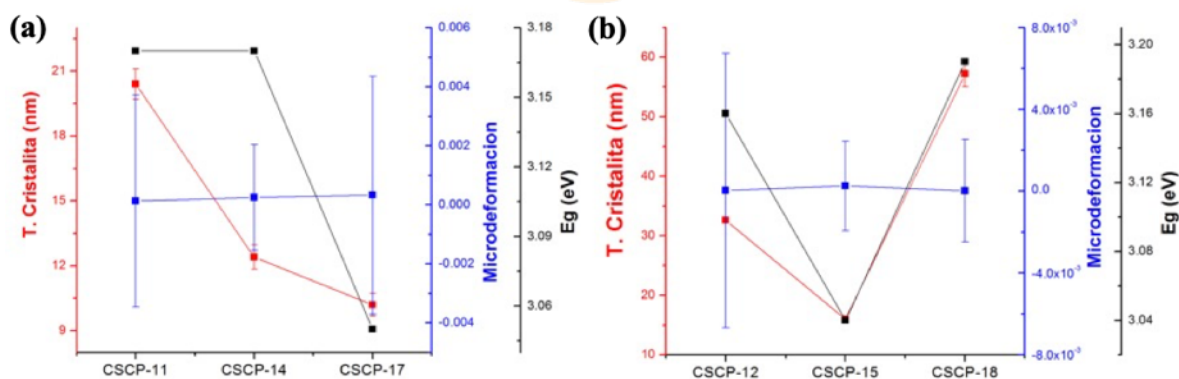 (a)
T. Cristalita (nm)
21
18
15
12
9
0.006
0.004
0.002
0.000
-0.002
-0.004
Microdeformacion
3.18
3.15
3.12
3.09
3.06
Eg (eV)
CSCP-11 CSCP-14 CSCP-17
(b)
T. Cristalita (nm)
60
50
40
30
20
10
8.0x10⁻³
4.0x10⁻³
0.0
-4.0x10⁻³
-8.0x10⁻³
Microdeformacion
3.20
3.16
3.12
3.08
3.04
Eg (eV)
CSCP-12 CSCP-15 CSCP-18